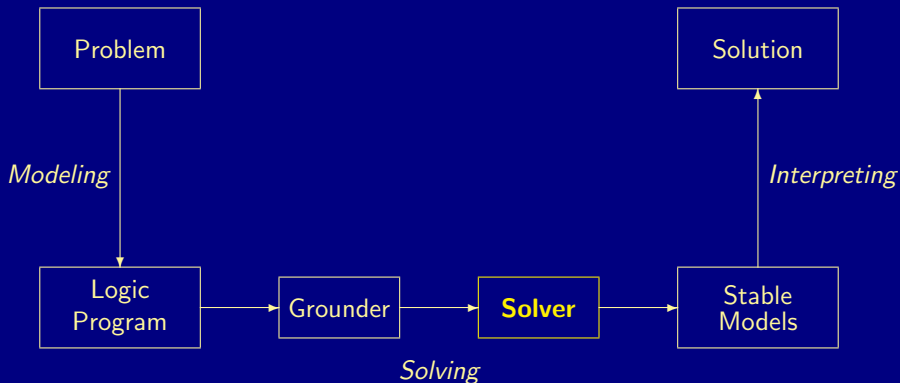 Problem
Solution
Modeling
Interpreting
Logic
Program
Grounder
Solver
Stable
Models
Solving